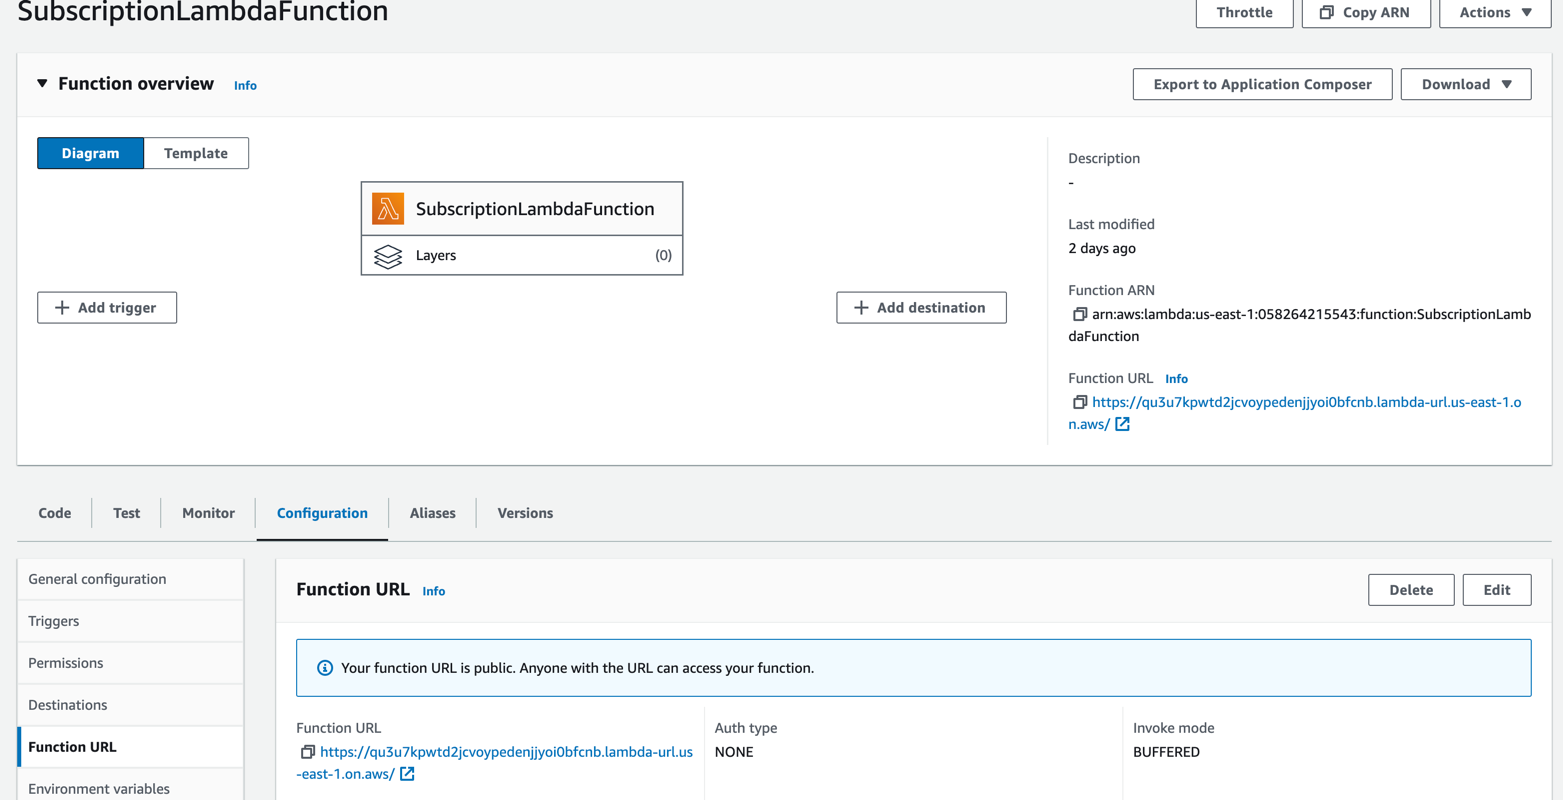 SubscriptionLambdaFunction
Throttle
Copy ARN
Actions
Function overview Info
Export to Application Composer
Download
Diagram
Template
SubscriptionLambdaFunction
Layers (0)
Add trigger
Add destination
Description
-
Last modified
2 days ago
Function ARN
arn:aws:lambda:us-east-1:058264215543:function:SubscriptionLamb
daFunction
Function URL Info
https://qu3u7kpwtd2jcvoypedenjjyoi0bfcnb.lambda-url.us-east-1.o
n.aws/
Code
Test
Monitor
Configuration
Aliases
Versions
General configuration
Triggers
Permissions
Destinations
Function URL
Environment variables
Function URL Info
Delete
Edit
Your function URL is public. Anyone with the URL can access your function.
Function URL
https://qu3u7kpwtd2jcvoypedenjjyoi0bfcnb.lambda-url.us
-east-1.on.aws/
Auth type
NONE
Invoke mode
BUFFERED